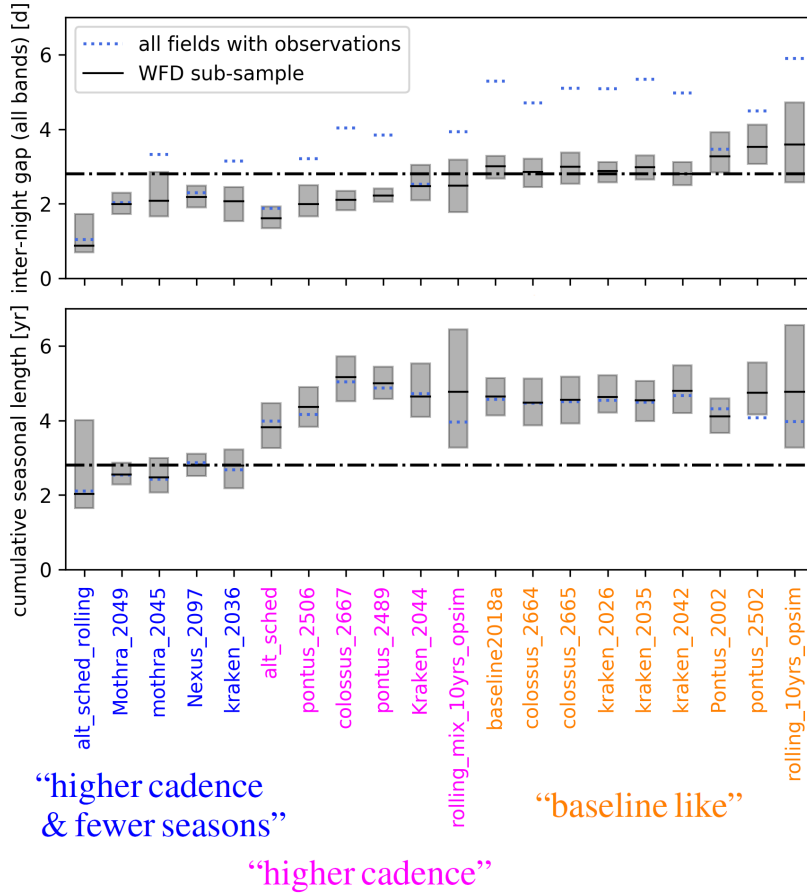 inter-night gap (all bands) [d]
6
4
2
0
all fields with observations
WFD sub-sample
cumulative seasonal length [yr]
6
4
2
0
alt_sched_rolling
Mothra_2049
mothra_2045
Nexus_2097
kraken_2036
alt_sched
pontus_2506
colossus_2667
pontus_2489
Kraken_2044
rolling_mix_10yrs_opsim
baseline2018a
colossus_2664
colossus_2665
kraken_2026
kraken_2035
kraken_2042
Pontus_2002
pontus_2502
rolling_10yrs_opsim
“higher cadence
& fewer seasons”
“baseline like”
“higher cadence”